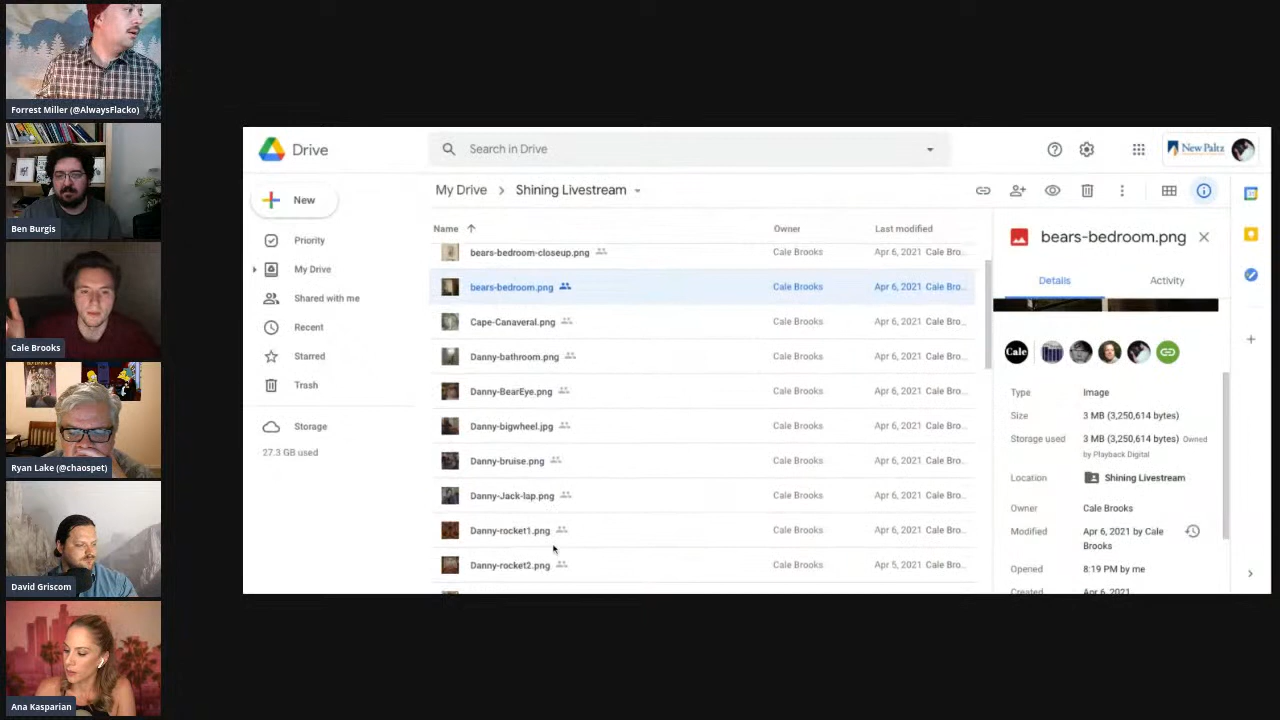 Forrest Miller (@AlwaysFlacko)
Ben Burgis
Cale Brooks
Ryan Lake (@chaospet)
David Griscom
Ana Kasparian
Drive
Search in Drive
New Paltz
New
Priority
My Drive
Shared with me
Recent
Starred
Trash
Storage
27.3 GB used
My Drive > Shining Livestream
Name Owner Last modified
bears-bedroom-closeup.png Cale Brooks Apr 6, 2021 Cale Bro...
bears-bedroom.png Cale Brooks Apr 6, 2021 Cale Bro...
Cape-Canaveral.png Cale Brooks Apr 6, 2021 Cale Bro...
Danny-bathroom.png Cale Brooks Apr 6, 2021 Cale Bro...
Danny-BearEye.png Cale Brooks Apr 6, 2021 Cale Bro...
Danny-bigwheel.jpg Cale Brooks Apr 6, 2021 Cale Bro...
Danny-bruise.png Cale Brooks Apr 6, 2021 Cale Bro...
Danny-Jack-lap.png Cale Brooks Apr 6, 2021 Cale Bro...
Danny-rocket1.png Cale Brooks Apr 6, 2021 Cale Bro...
Danny-rocket2.png Cale Brooks Apr 5, 2021 Cale Bro...
bears-bedroom.png
Details Activity
Cale
Type Image
Size 3 MB (3,250,614 bytes)
Storage used 3 MB (3,250,614 bytes) Owned
by Playback Digital
Location Shining Livestream
Owner Cale Brooks
Modified Apr 6, 2021 by Cale
Brooks
Opened 8:19 PM by me
Created Apr 6, 2021